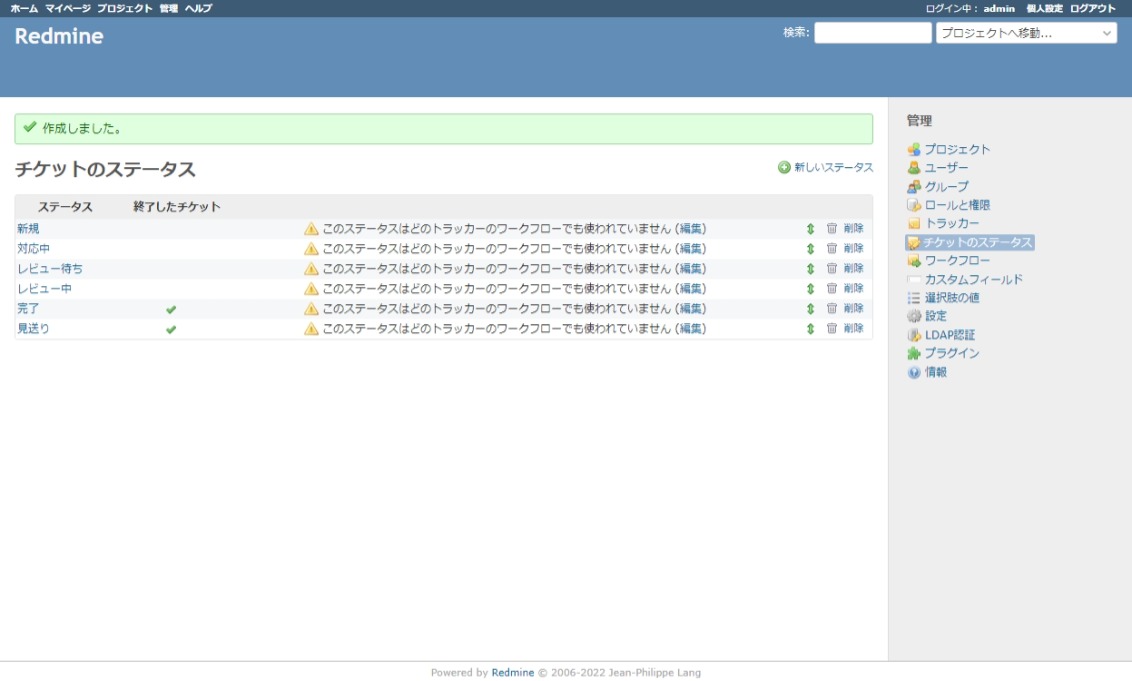 ホーム マイページ プロジェクト 管理 ヘルプ ログイン中： admin 個人設定 ログアウト
Redmine 検索: プロジェクトへ移動...
作成しました。
チケットのステータス 新しいステータス
ステータス 終了したチケット
新規 このステータスはどのトラッカーのワークフローでも使われていません (編集) 削除
対応中 このステータスはどのトラッカーのワークフローでも使われていません (編集) 削除
レビュー待ち このステータスはどのトラッカーのワークフローでも使われていません (編集) 削除
レビュー中 このステータスはどのトラッカーのワークフローでも使われていません (編集) 削除
完了 このステータスはどのトラッカーのワークフローでも使われていません (編集) 削除
見送り このステータスはどのトラッカーのワークフローでも使われていません (編集) 削除
管理
プロジェクト
ユーザー
グループ
ロールと権限
トラッカー
チケットのステータス
ワークフロー
カスタムフィールド
選択肢の値
設定
LDAP認証
プラグイン
情報
Powered by Redmine © 2006-2022 Jean-Philippe Lang